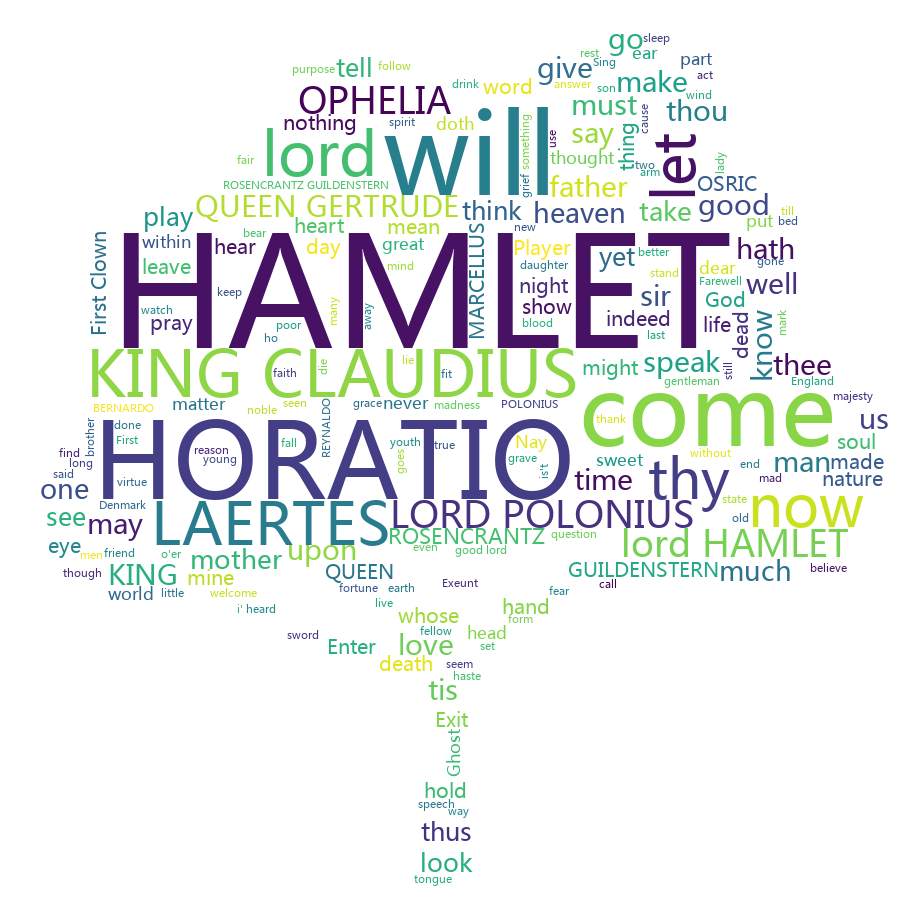 go
sleep
rest
Sing
ear
part
purpose
tell
follow
give
act
drink
word
answer
son
make
wind
OPHELIA
must
thou
nothing
spirit
doth
will
something
use
say
thing
cause
let
lord
thought
two
arm
lady
fair
ROSENCRANTZ GUILDENSTERN
grief
father
OSRIC
QUEEN GERTRUDE
think
heaven
take
good
till
play
heart
mean
new
put
bed
bear
within
hear
day
great
MARCELLUS
Player
yet
better
hath
First Clown
HAMLET
leave
mind
daughter
stand
dear
gone
keep
night
sir
God
Farewell
well
watch
many
away
show
pray
poor
blood
indeed
life
dead
mark
ho
last
know
KING CLAUDIUS
die
lie
might
speak
still
thee
faith
fit
gentleman
England
BERNARDO
matter
noble
seen
REYNALDO
grace
never
madness
POLONIUS
come
majesty
brother
done
First
HORATIO
youth
true
thank
us
find
long
reason
young
fall
goes
Nay
grave
is't
sweet
without
end
soul
said
virtue
time
thy
mad
man
made
nature
one
Denmark
LAERTES
LORD POLONIUS
state
now
see
may
old
eye
men
friend
o'er
mother
upon
ROSENCRANTZ
even
good lord
question
lord HAMLET
though
KING
mine
QUEEN
GUILDENSTERN
much
believe
world
little
welcome
fortune
earth
Exeunt
fear
call
i' heard
live
whose
hand
form
sword
fellow
head
Enter
love
set
death
seem
haste
tis
Exit
Ghost
hold
speech
way
thus
look
tongue